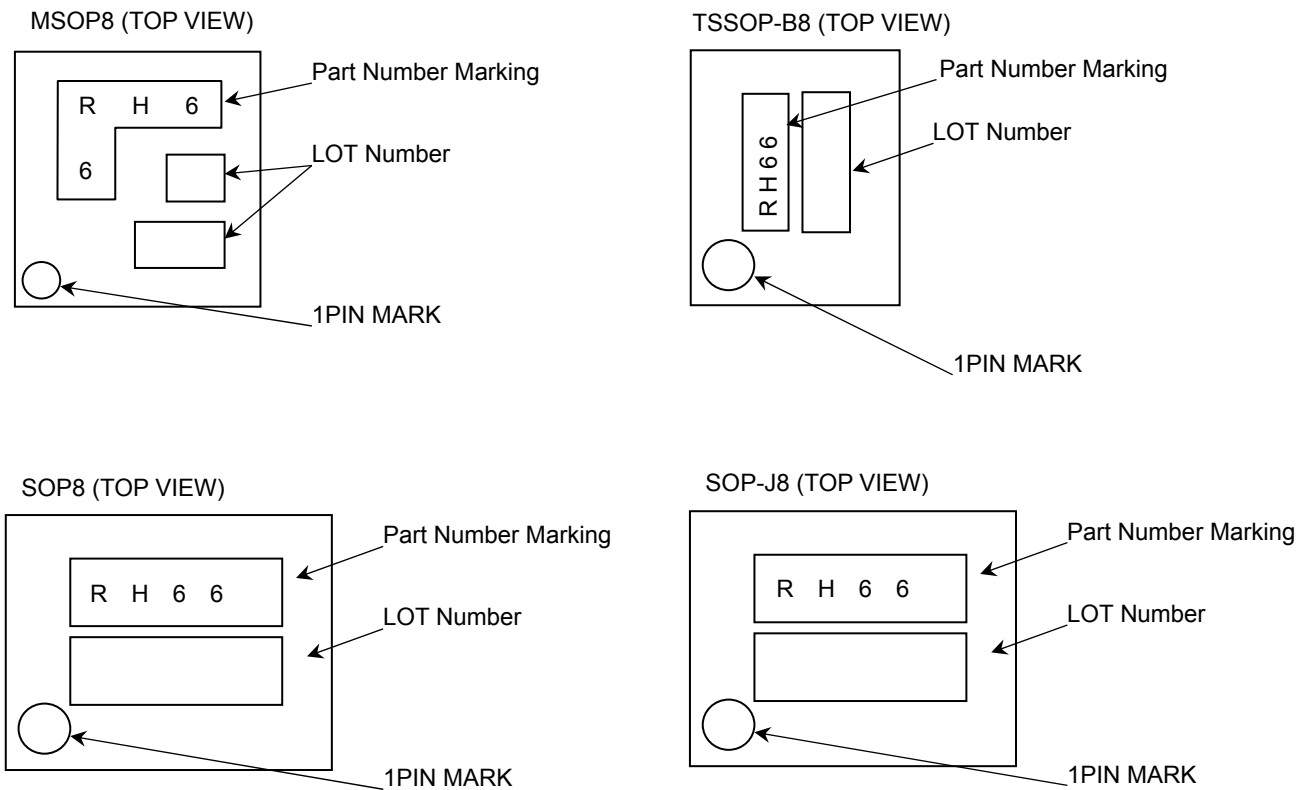 MSOP8 (TOP VIEW)
Part Number Marking
R H 6
6
LOT Number
1PIN MARK
TSSOP-B8 (TOP VIEW)
Part Number Marking
RH66
LOT Number
1PIN MARK
SOP8 (TOP VIEW)
Part Number Marking
R H 6 6
LOT Number
1PIN MARK
SOP-J8 (TOP VIEW)
Part Number Marking
R H 6 6
LOT Number
1PIN MARK